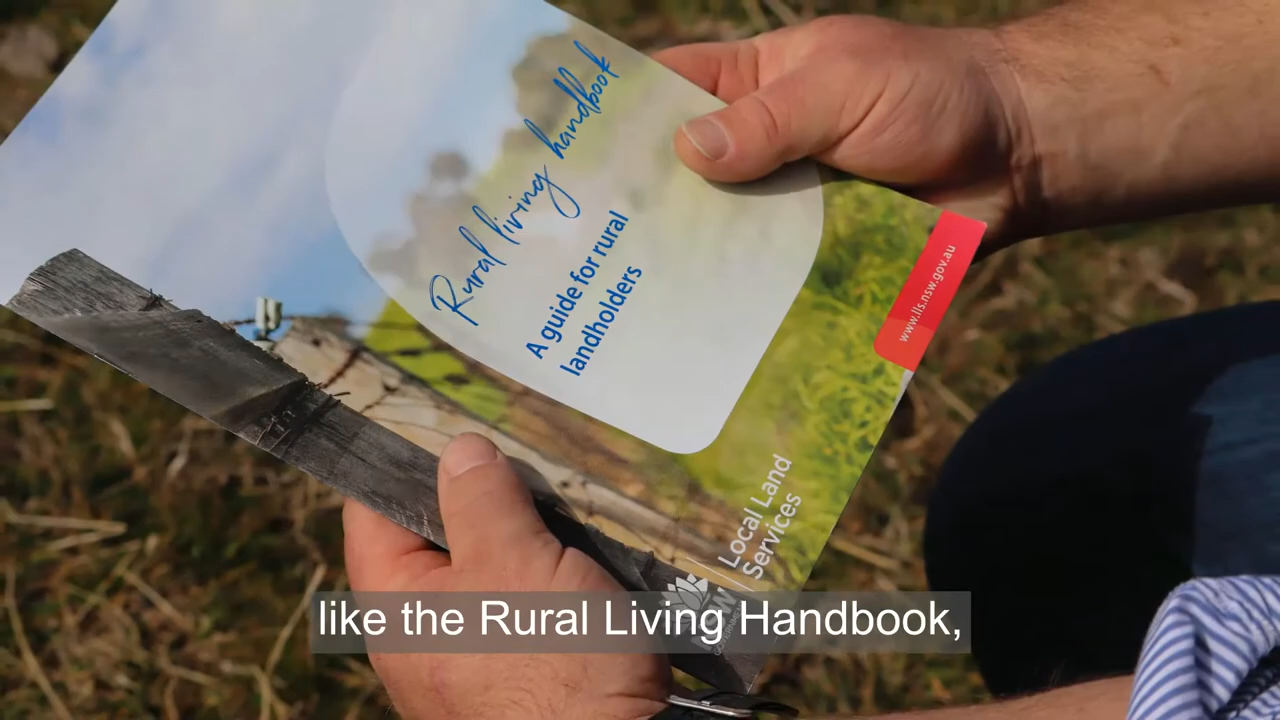 Rural living handbook
A guide for rural
landholders
www.lls.nsw.gov.au
Local Land
Services
like the Rural Living Handbook,